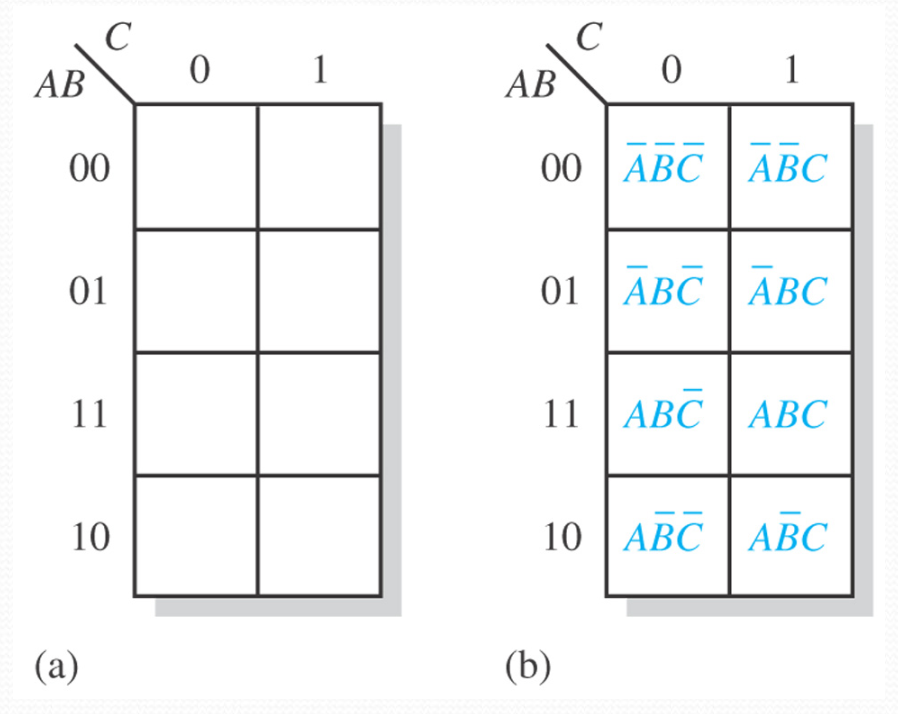 C C
AB 0 1 AB 0 1
00 00 A̅B̅C̅ A̅B̅C
01 01 A̅BC̅ A̅BC
11 11 ABC̅ ABC
10 10 AB̅C̅ AB̅C
(a) (b)